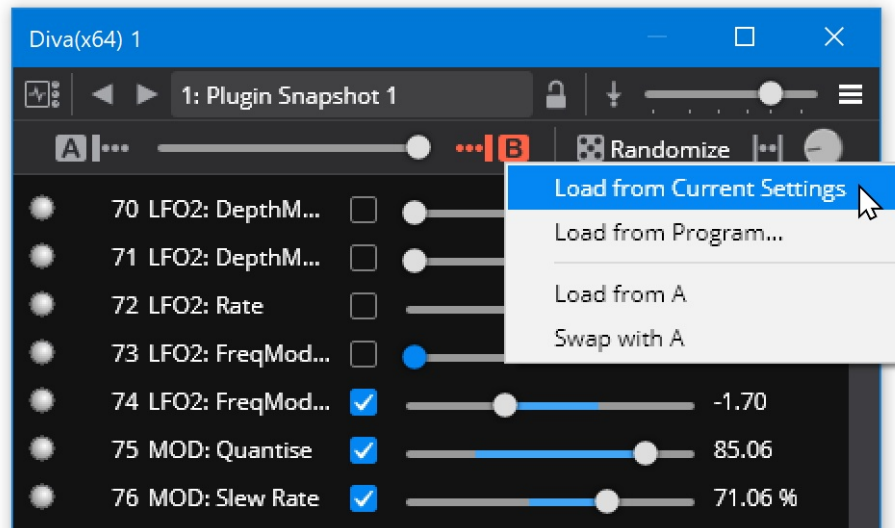 Diva(x64) 1
1: Plugin Snapshot 1
A B Randomize
Load from Current Settings
70 LFO2: DepthM...
Load from Program...
71 LFO2: DepthM...
Load from A
72 LFO2: Rate
Swap with A
73 LFO2: FreqMod...
74 LFO2: FreqMod... -1.70
75 MOD: Quantise 85.06
76 MOD: Slew Rate 71.06 %